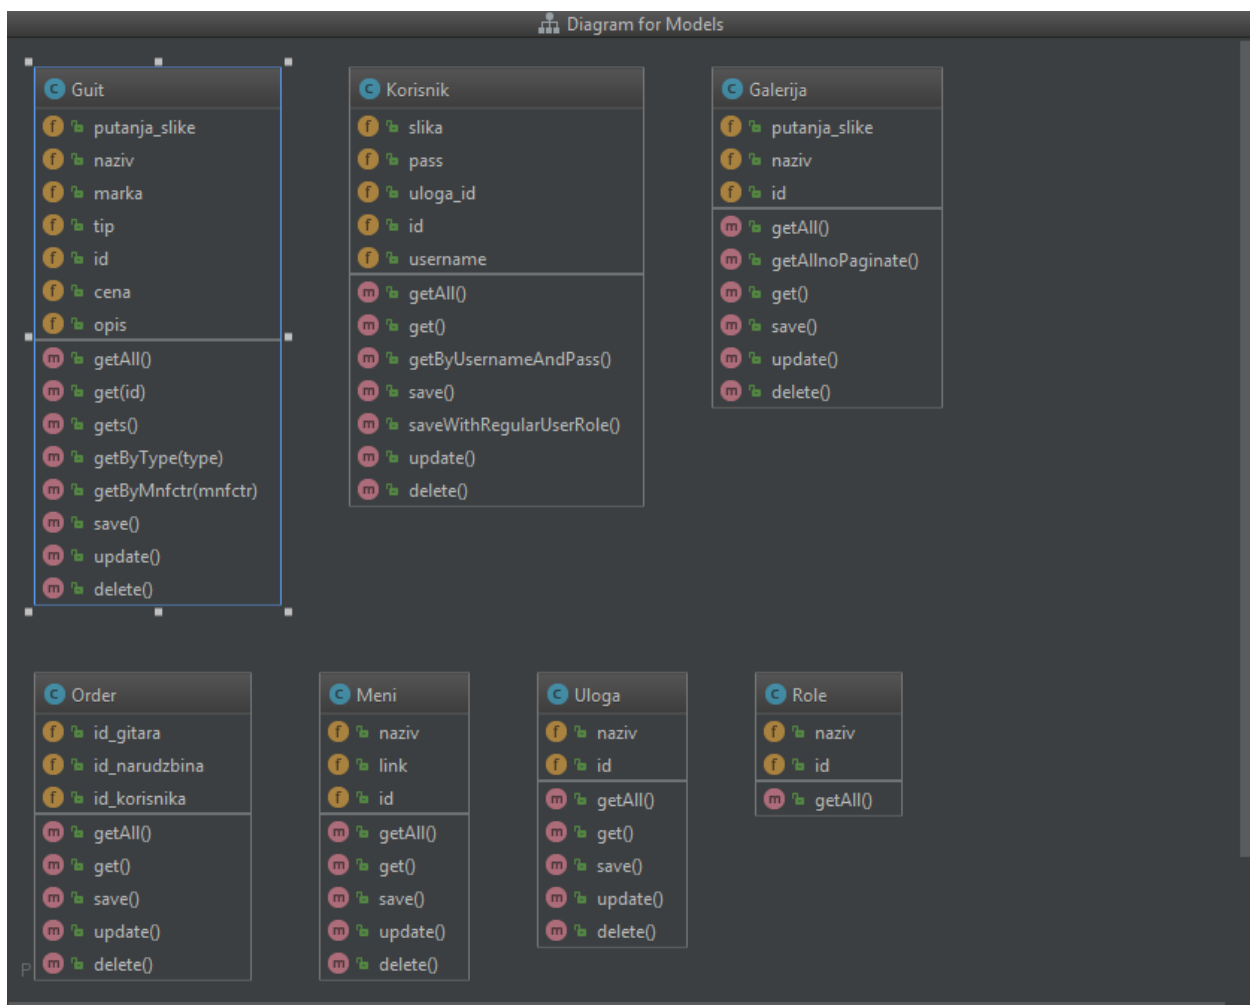 Diagram for Models
Guit
putanja_slike
naziv
marka
tip
id
cena
opis
getAll()
get(id)
gets()
getByType(type)
getByMnfctr(mnfctr)
save()
update()
delete()
Korisnik
slika
pass
uloga_id
id
username
getAll()
get()
getByUsernameAndPass()
save()
saveWithRegularUserRole()
update()
delete()
Galerija
putanja_slike
naziv
id
getAll()
getAllnoPaginate()
get()
save()
update()
delete()
Order
id_gitara
id_narudzbina
id_korisnika
getAll()
get()
save()
update()
delete()
Meni
naziv
link
id
getAll()
get()
save()
update()
delete()
Uloga
naziv
id
getAll()
get()
save()
update()
delete()
Role
naziv
id
getAll()
P